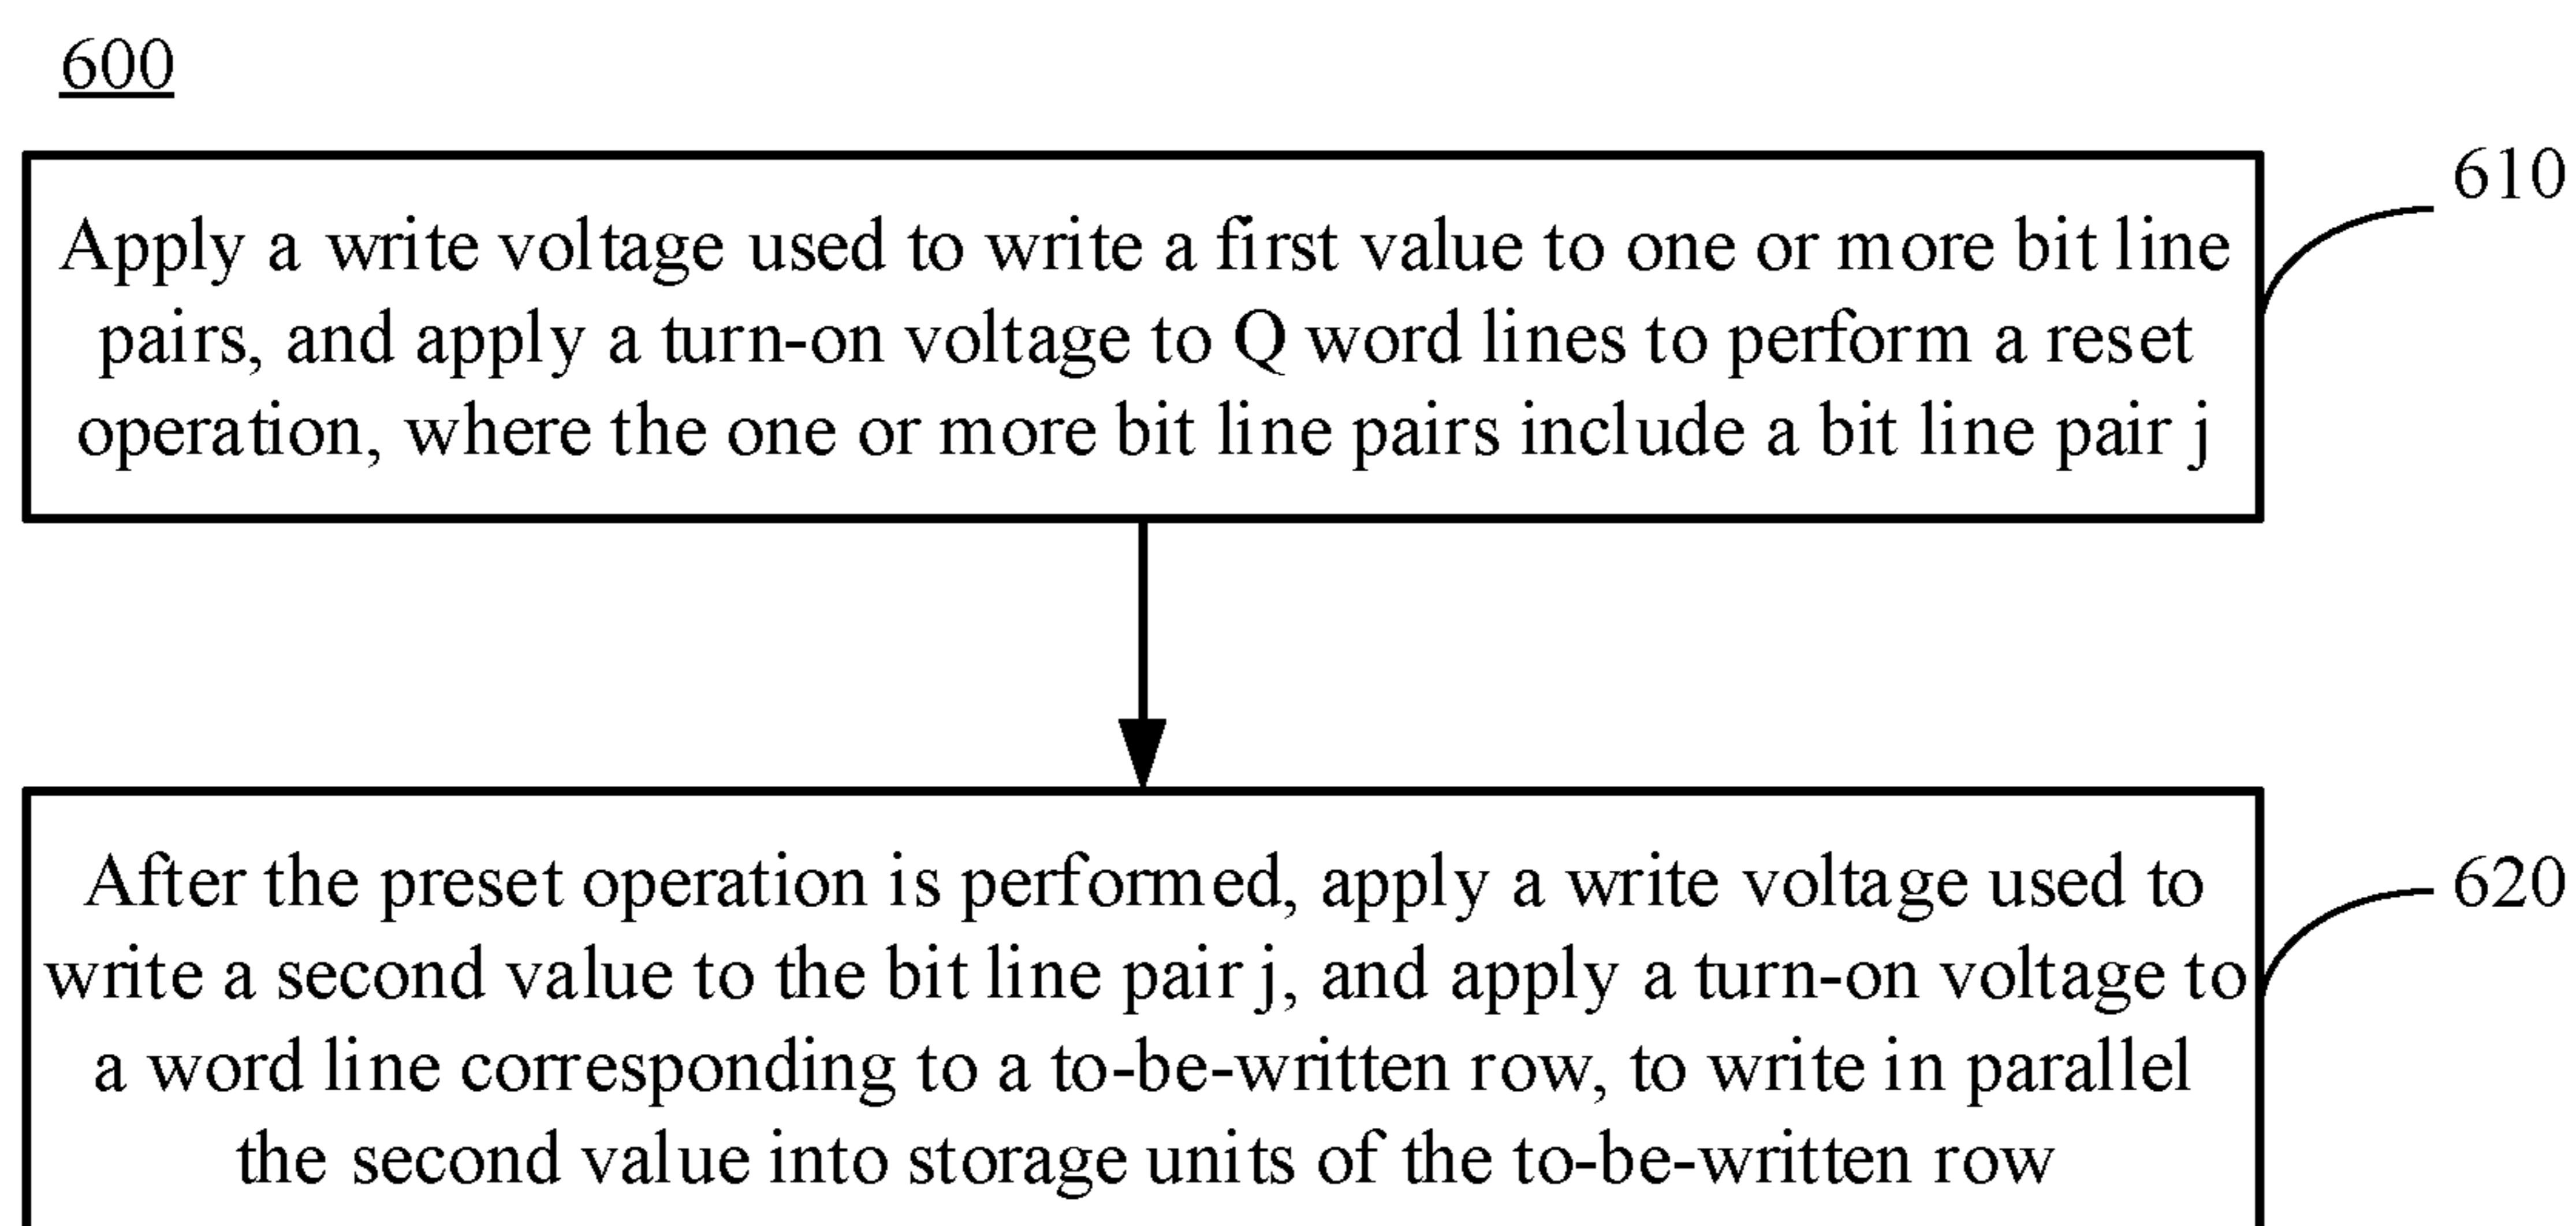 600
610
Apply a write voltage used to write a first value to one or more bit line
pairs, and apply a turn-on voltage to Q word lines to perform a reset
operation, where the one or more bit line pairs include a bit line pair j
620
After the preset operation is performed, apply a write voltage used to
write a second value to the bit line pair j, and apply a turn-on voltage to
a word line corresponding to a to-be-written row, to write in parallel
the second value into storage units of the to-be-written row